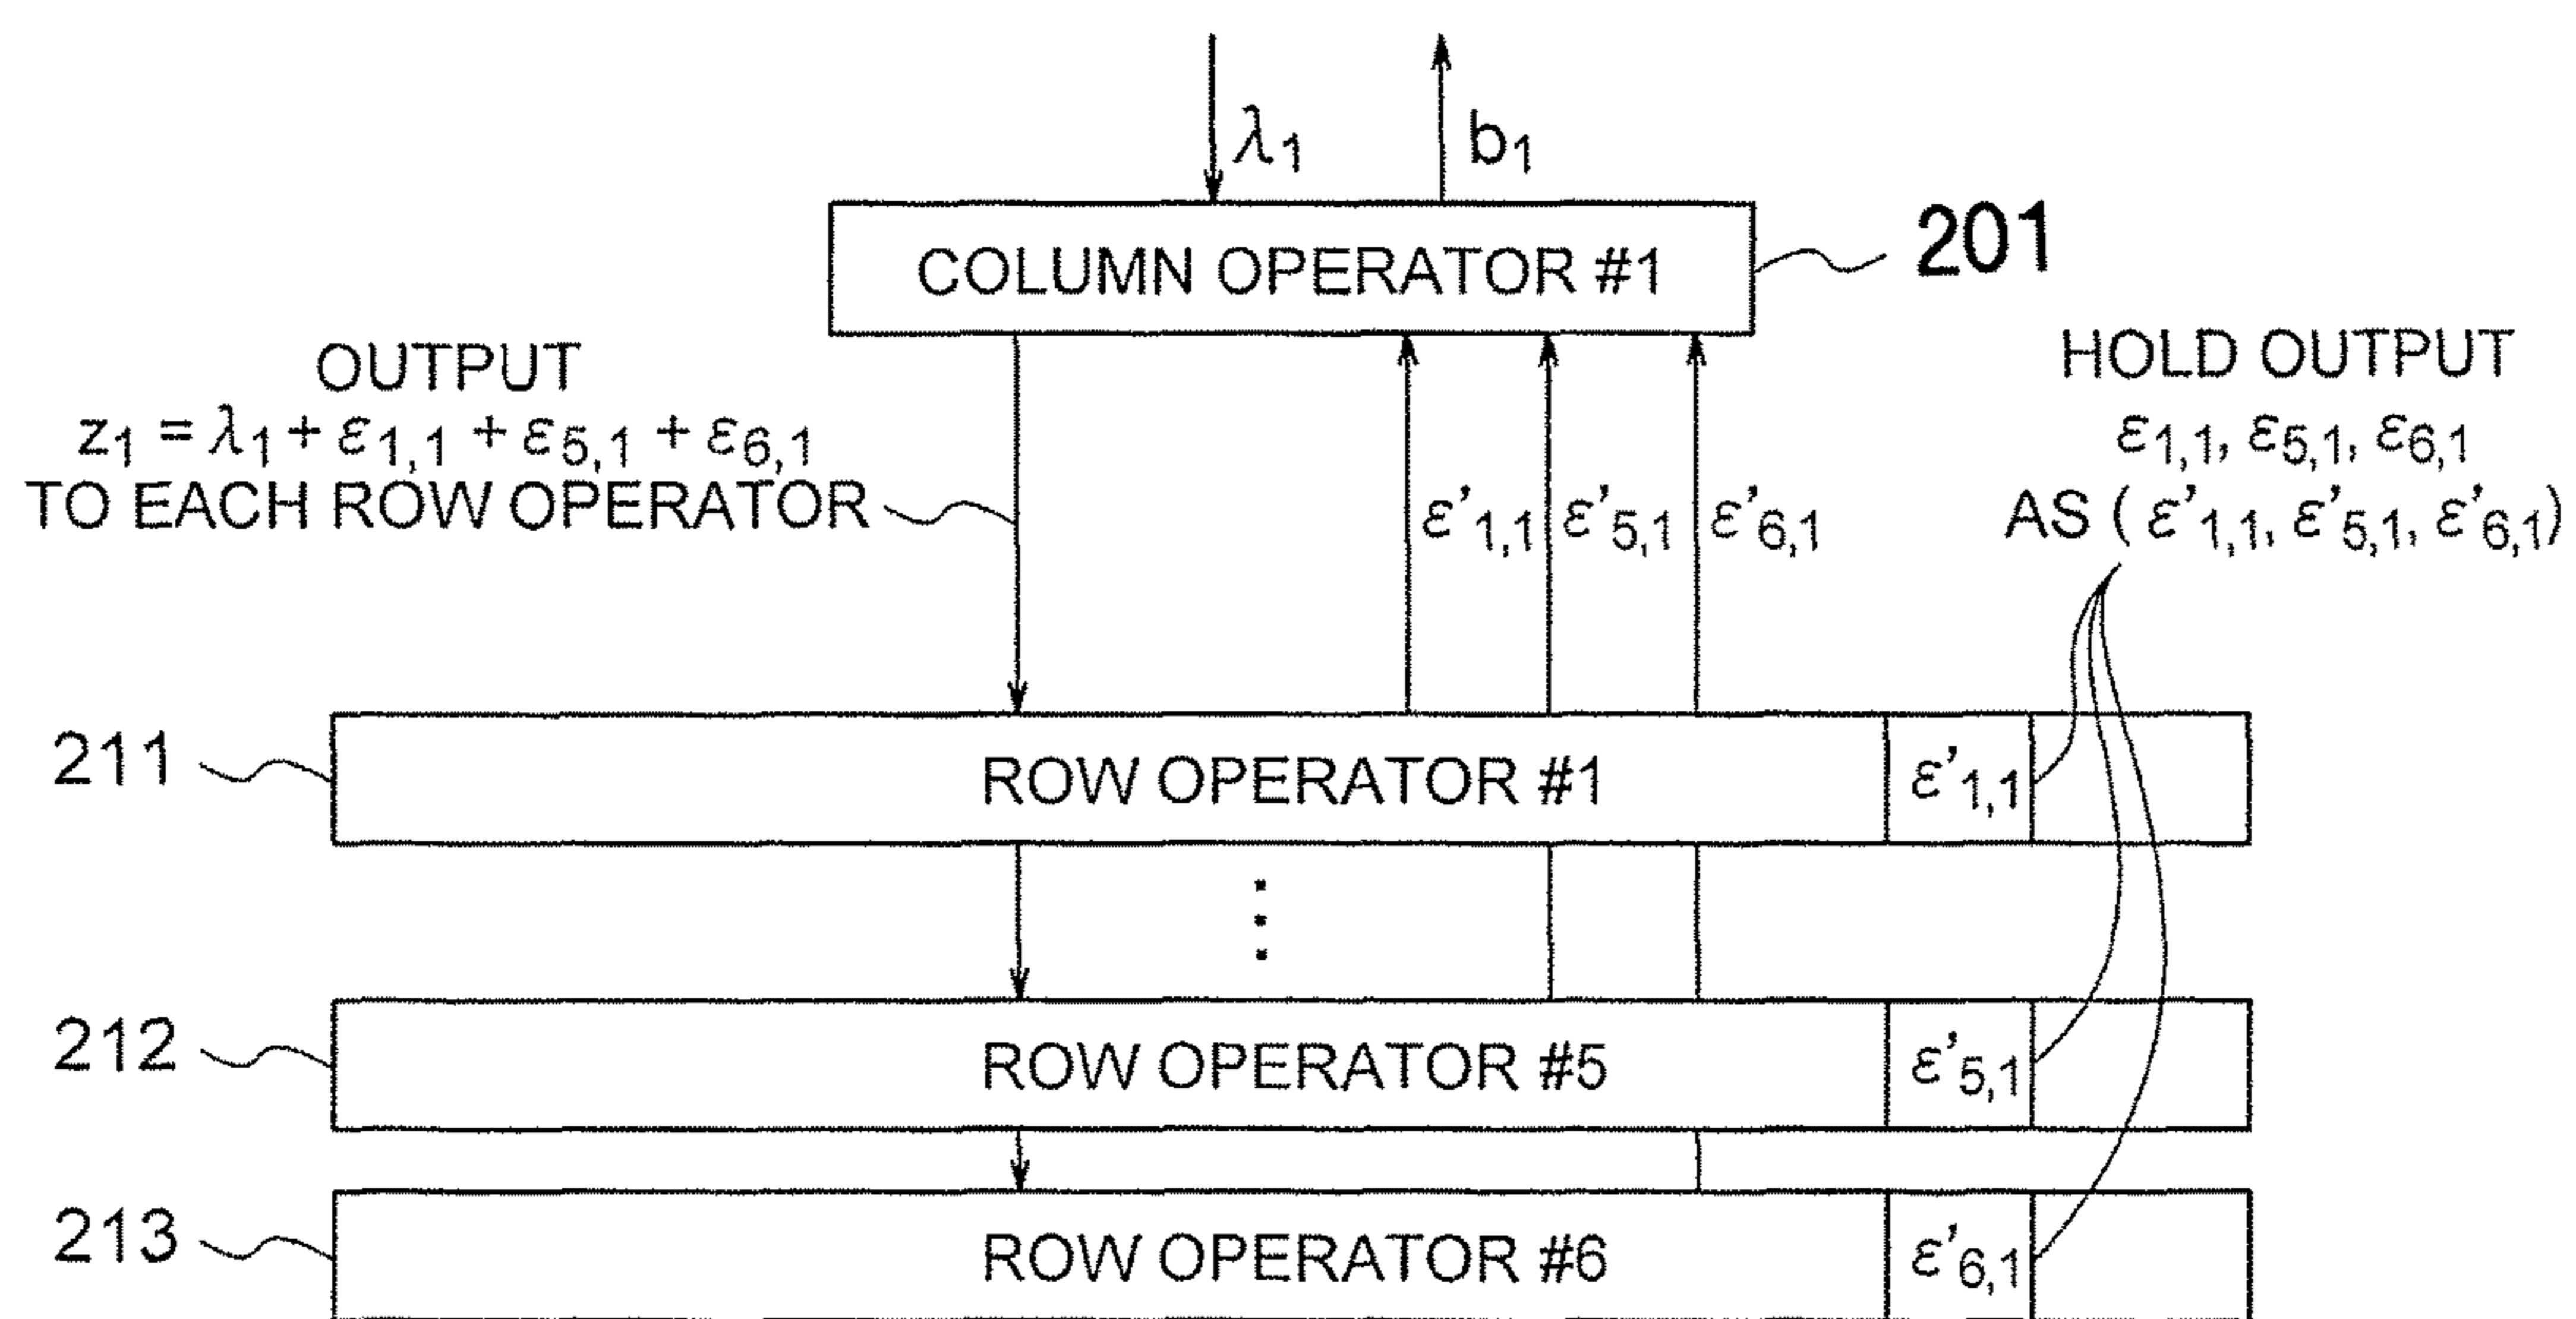 λ₁
b₁
COLUMN OPERATOR #1
201
OUTPUT
z₁ = λ₁ + ε₁,₁ + ε₅,₁ + ε₆,₁
TO EACH ROW OPERATOR
HOLD OUTPUT
ε₁,₁, ε₅,₁, ε₆,₁
AS ( ε'₁,₁, ε'₅,₁, ε'₆,₁)
ε'₁,₁
ε'₅,₁
ε'₆,₁
211
ROW OPERATOR #1
ε'₁,₁
212
ROW OPERATOR #5
ε'₅,₁
213
ROW OPERATOR #6
ε'₆,₁